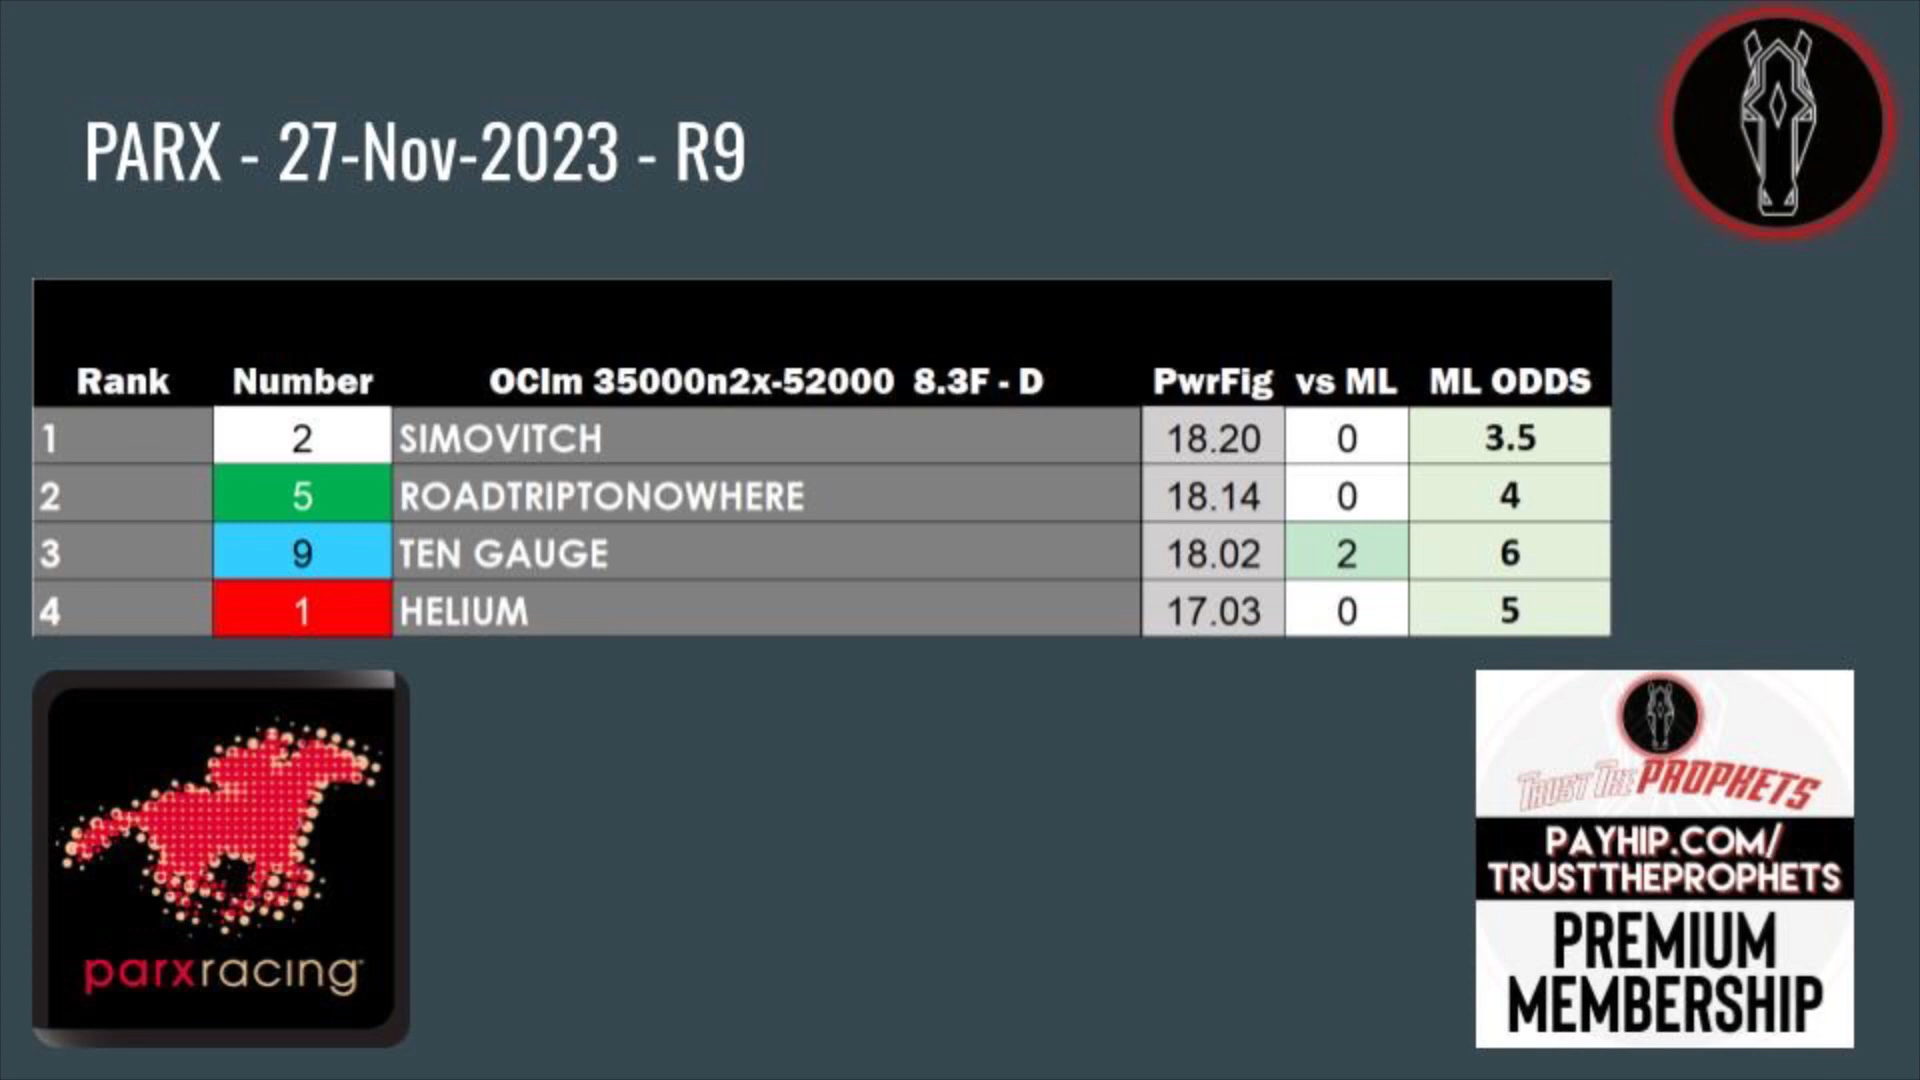 PARX - 27-Nov-2023 - R9
Rank Number OClm 35000n2x-52000 8.3F - D PwrFig vs ML ML ODDS
1 2 SIMOVITCH 18.20 0 3.5
2 5 ROADTRIPTONOWHERE 18.14 0 4
3 9 TEN GAUGE 18.02 2 6
4 1 HELIUM 17.03 0 5
parxracing
TRUST THE PROPHETS
PAYHIP.COM/
TRUSTTHEPROPHETS
PREMIUM
MEMBERSHIP